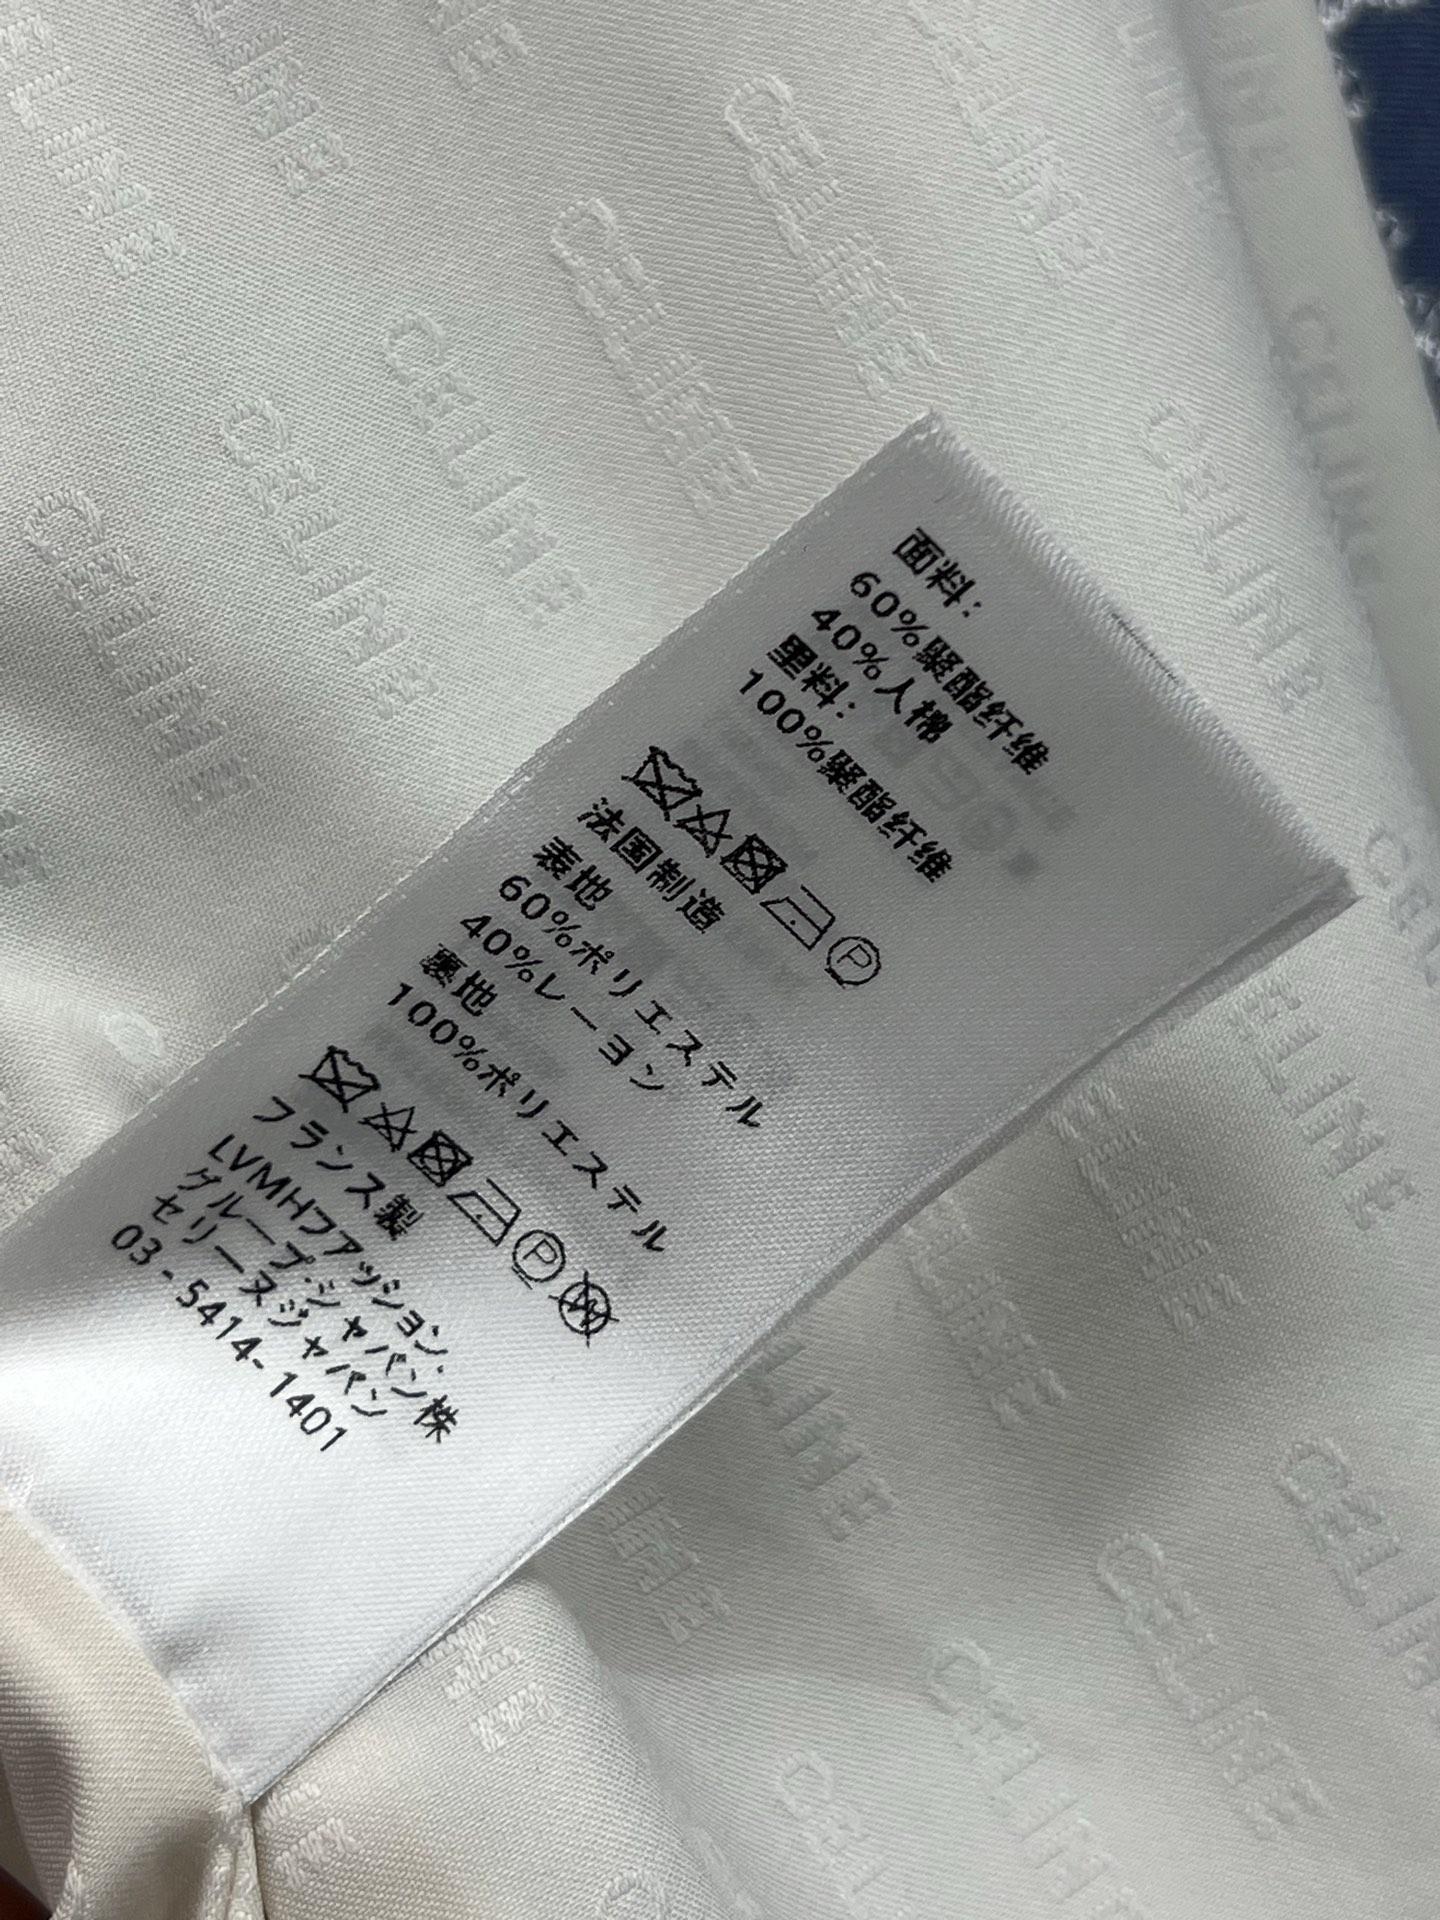 面料：
60%聚酯纤维
40%人棉
里料：
100%聚酯纤维
P
法国制造
表地
60%ポリエステル
40%レーヨン
裏地
100%ポリエステル
P W
フランス製
LVMHファッション.
グループ・ジャパン株
セリーヌジャパン
03-5414-1401
CELINE